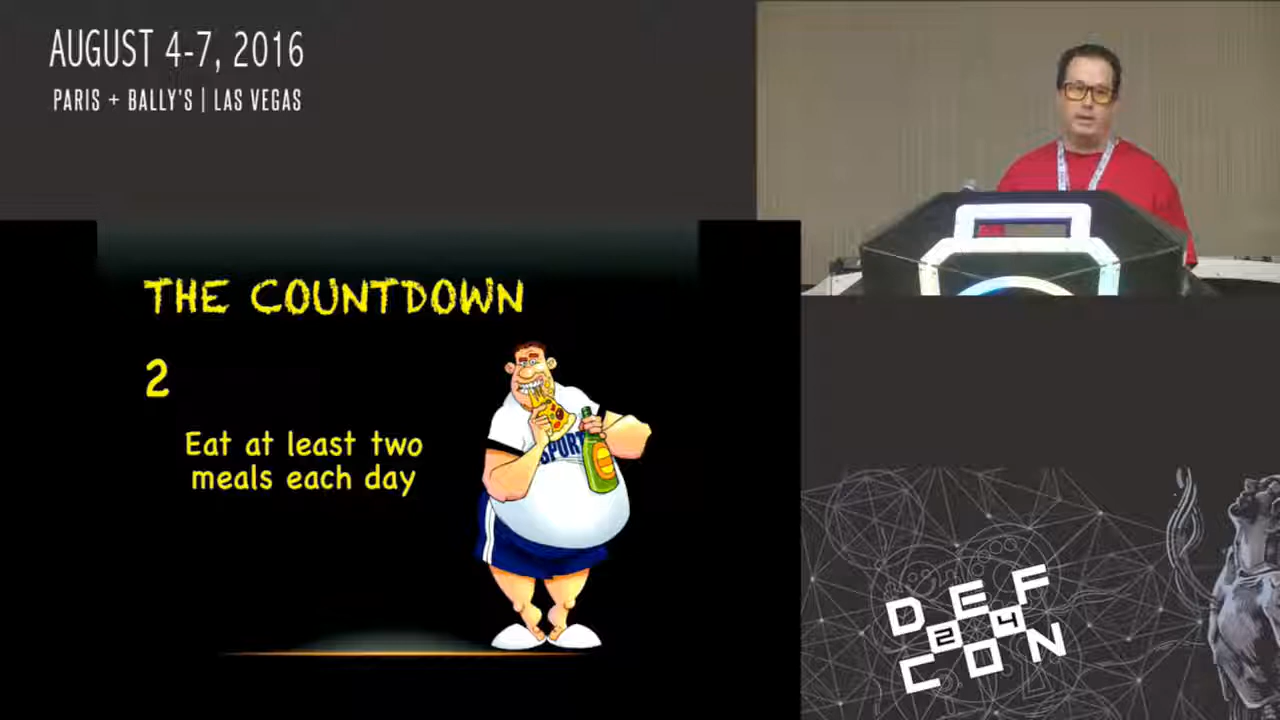 AUGUST 4-7, 2016
PARIS + BALLY'S | LAS VEGAS
THE COUNTDOWN
2
Eat at least two
meals each day
SPORT
DEF
24
CON